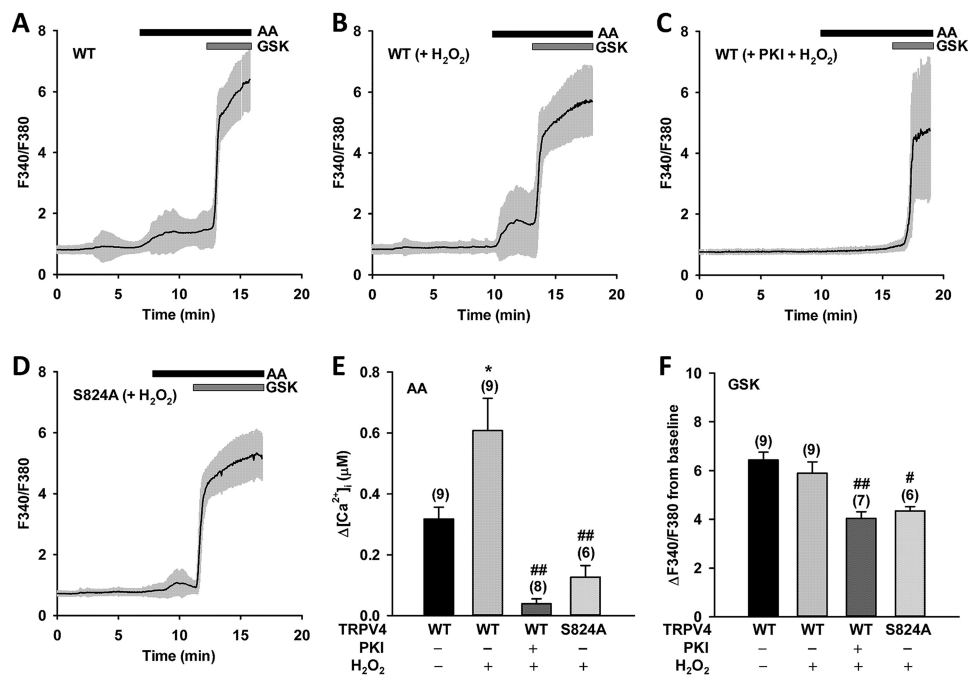 A
8
6
4
2
0
F340/F380
WT
AA
GSK
0 5 10 15 20
Time (min)
B
8
6
4
2
0
F340/F380
WT (+ H₂O₂)
AA
GSK
0 5 10 15 20
Time (min)
C
8
6
4
2
0
F340/F380
WT (+ PKI + H₂O₂)
AA
GSK
0 5 10 15 20
Time (min)
D
8
6
4
2
0
F340/F380
S824A (+ H₂O₂)
AA
GSK
0 5 10 15 20
Time (min)
E
AA
0.8
0.6
0.4
0.2
0.0
Δ[Ca²⁺]ᵢ (μM)
(9)
*
(9)
##
(8)
##
(6)
TRPV4 WT WT WT S824A
PKI – – + –
H₂O₂ – + + +
F
GSK
10
8
6
4
2
0
ΔF340/F380 from baseline
(9)
(9)
##
(7)
#
(6)
TRPV4 WT WT WT S824A
PKI – – + –
H₂O₂ – + + +